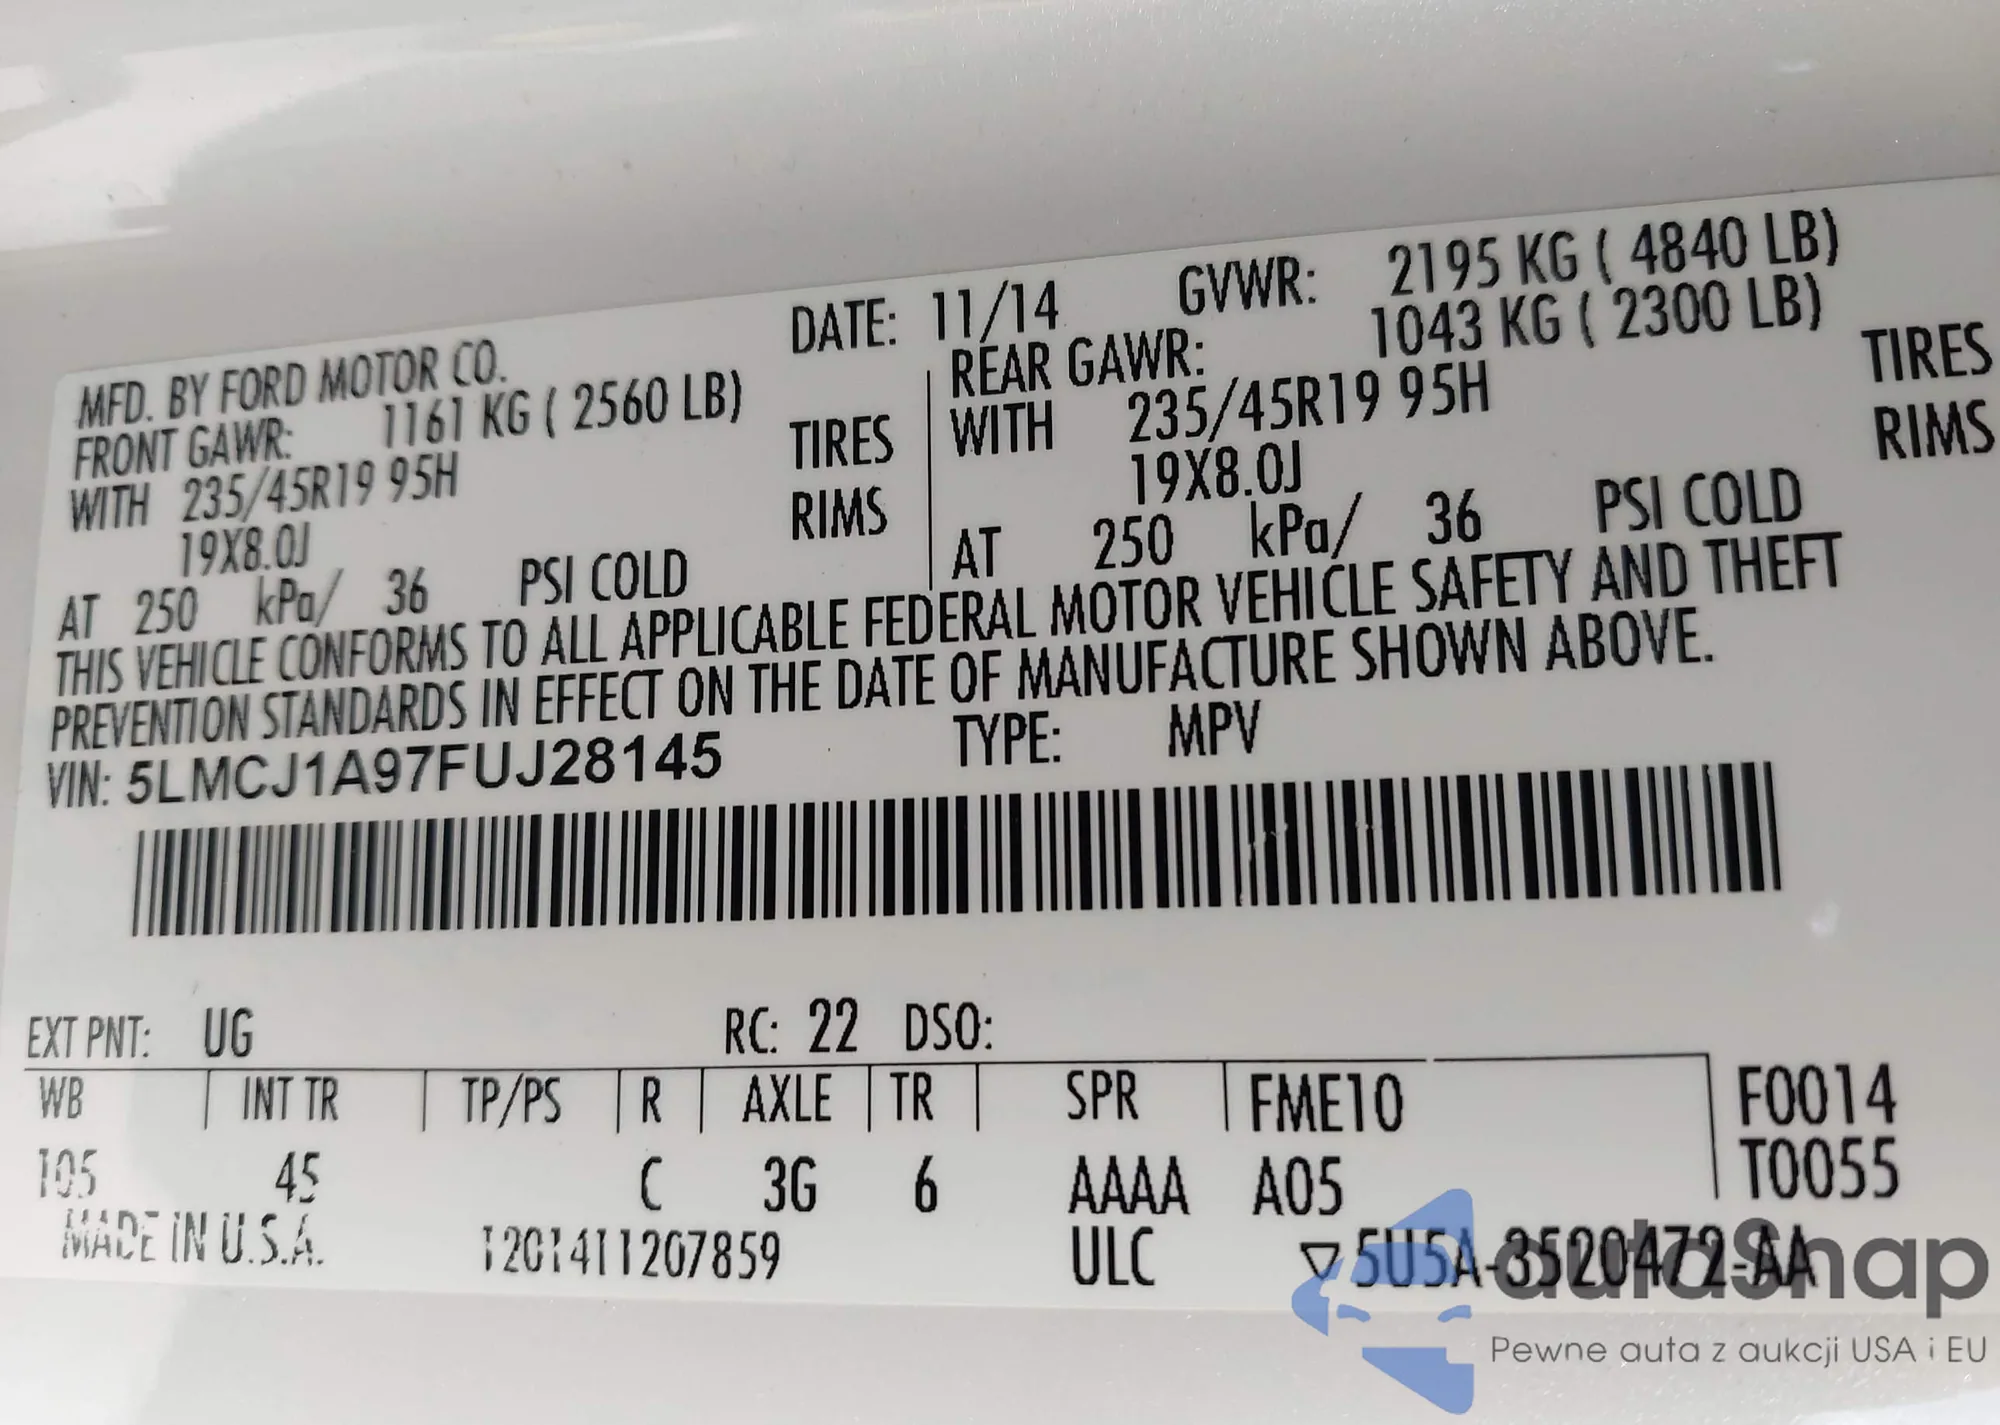 MFD. BY FORD MOTOR CO. DATE: 11/14 GVWR: 2195 KG ( 4840 LB)
FRONT GAWR: 1161 KG ( 2560 LB) REAR GAWR: 1043 KG ( 2300 LB)
WITH 235/45R19 95H TIRES WITH 235/45R19 95H TIRES
19X8.0J RIMS 19X8.0J RIMS
AT 250 kPa/ 36 PSI COLD AT 250 kPa/ 36 PSI COLD
THIS VEHICLE CONFORMS TO ALL APPLICABLE FEDERAL MOTOR VEHICLE SAFETY AND THEFT
PREVENTION STANDARDS IN EFFECT ON THE DATE OF MANUFACTURE SHOWN ABOVE.
VIN: 5LMCJ1A97FUJ28145 TYPE: MPV
EXT PNT: UG RC: 22 DSO:
WB INT TR TP/PS R AXLE TR SPR FME10 F0014
105 45 C 3G 6 AAAA A05 T0055
MADE IN U.S.A. 1201411207859 ULC ▽ 5U5A-3520472-AA
autoSnap
Pewne auta z aukcji USA i EU